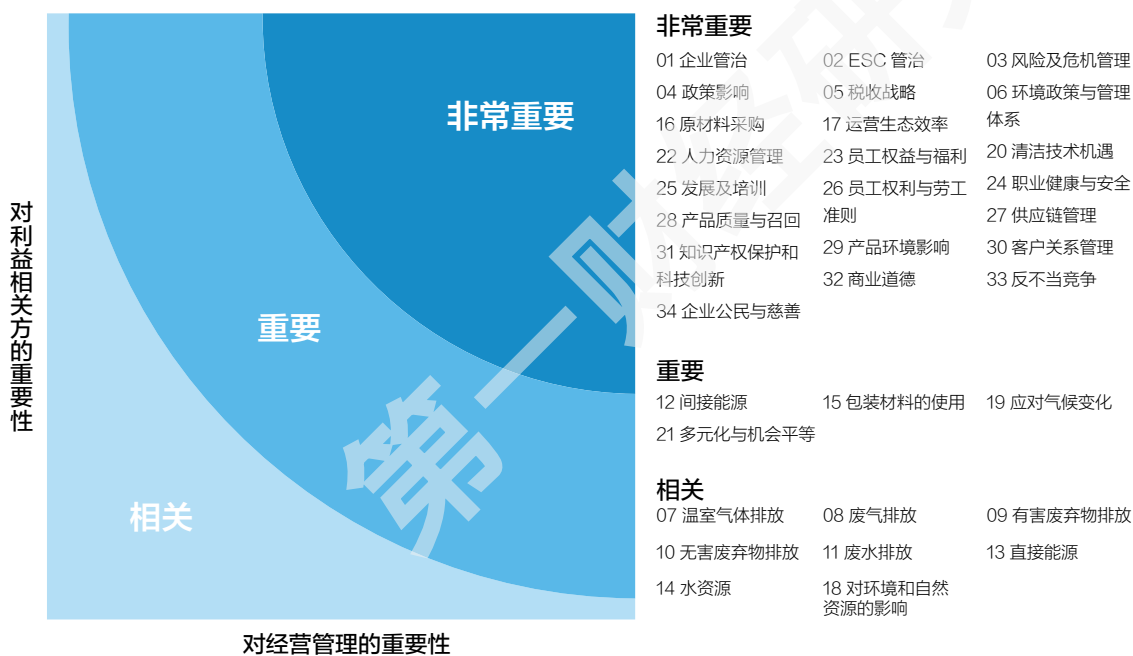 非常重要
重要
相关
对利益相关方的重要性
对经营管理的重要性
非常重要
01 企业管治 02 ESC 管治 03 风险及危机管理
04 政策影响 05 税收战略 06 环境政策与管理
体系
16 原材料采购 17 运营生态效率
20 清洁技术机遇
22 人力资源管理 23 员工权益与福利
24 职业健康与安全
25 发展及培训 26 员工权利与劳工
准则
27 供应链管理
28 产品质量与召回
29 产品环境影响 30 客户关系管理
31 知识产权保护和
科技创新
32 商业道德 33 反不当竞争
34 企业公民与慈善
重要
12 间接能源 15 包装材料的使用 19 应对气候变化
21 多元化与机会平等
相关
07 温室气体排放 08 废气排放 09 有害废弃物排放
10 无害废弃物排放 11 废水排放 13 直接能源
14 水资源 18 对环境和自然
资源的影响
第一财经研